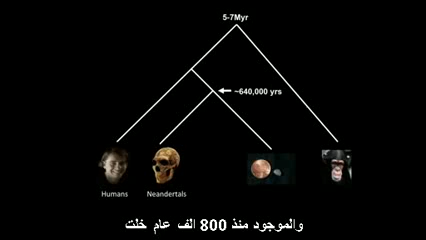 5-7Myr
~640,000 yrs
Humans
Neandertals
والموجود منذ 800 الف عام خلت